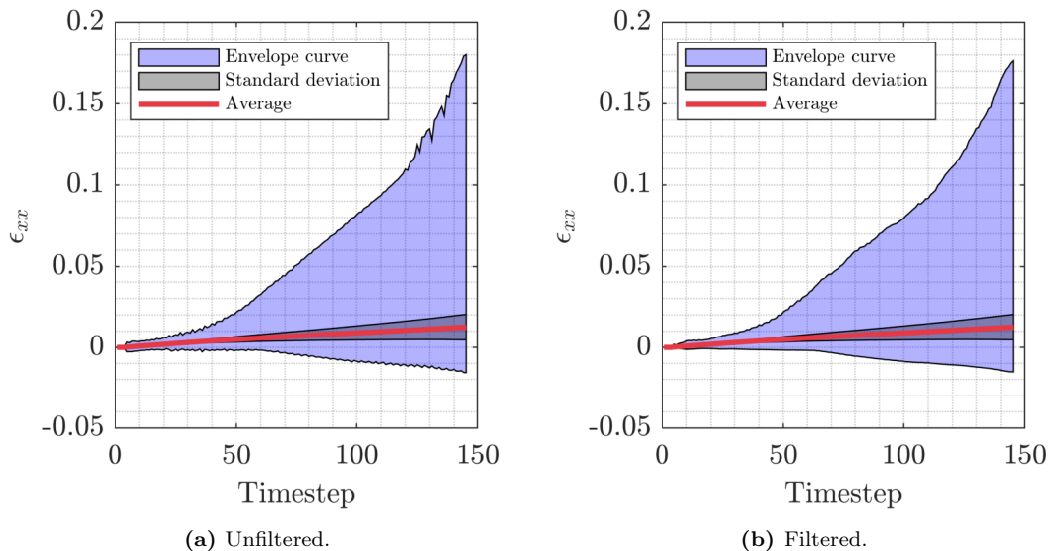 0.2
0.15
0.1
0.05
0
-0.05
ϵxx
Envelope curve
Standard deviation
Average
0 50 100 150
Timestep
(a) Unfiltered.
0.2
0.15
0.1
0.05
0
-0.05
ϵxx
Envelope curve
Standard deviation
Average
0 50 100 150
Timestep
(b) Filtered.